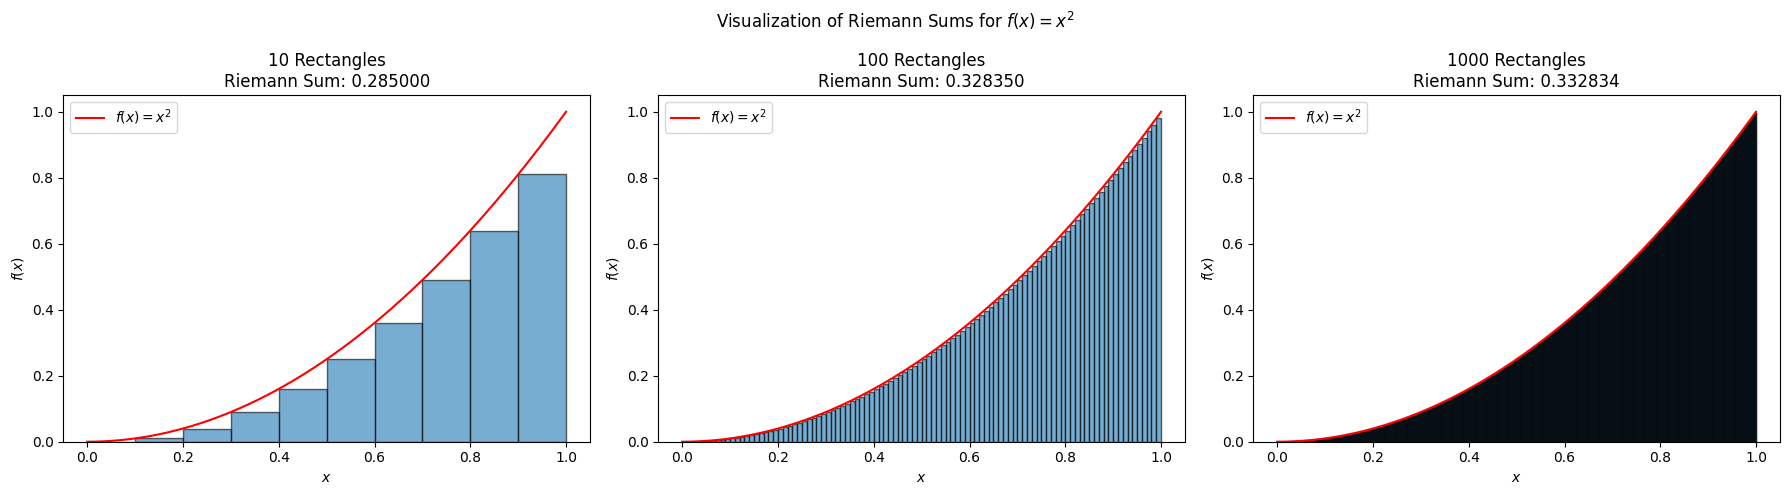 Visualization of Riemann Sums for f(x) = x²
10 Rectangles
Riemann Sum: 0.285000
f(x) = x²
1.0
0.8
0.6
0.4
0.2
0.0
f(x)
0.0 0.2 0.4 0.6 0.8 1.0
x
100 Rectangles
Riemann Sum: 0.328350
f(x) = x²
1.0
0.8
0.6
0.4
0.2
0.0
f(x)
0.0 0.2 0.4 0.6 0.8 1.0
x
1000 Rectangles
Riemann Sum: 0.332834
f(x) = x²
1.0
0.8
0.6
0.4
0.2
0.0
f(x)
0.0 0.2 0.4 0.6 0.8 1.0
x